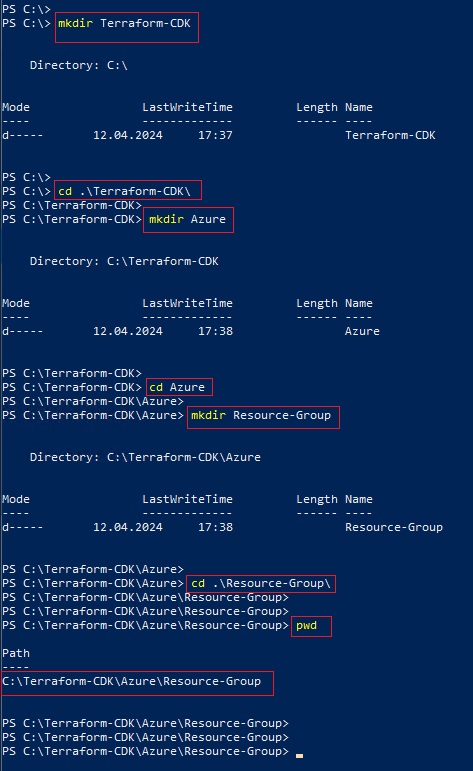 PS C:\>
PS C:\> mkdir Terraform-CDK
Directory: C:\
Mode LastWriteTime Length Name
---- ------------- ------ ----
d----- 12.04.2024 17:37 Terraform-CDK
PS C:\>
PS C:\> cd .\Terraform-CDK\
PS C:\Terraform-CDK>
PS C:\Terraform-CDK> mkdir Azure
Directory: C:\Terraform-CDK
Mode LastWriteTime Length Name
---- ------------- ------ ----
d----- 12.04.2024 17:38 Azure
PS C:\Terraform-CDK>
PS C:\Terraform-CDK> cd Azure
PS C:\Terraform-CDK\Azure>
PS C:\Terraform-CDK\Azure> mkdir Resource-Group
Directory: C:\Terraform-CDK\Azure
Mode LastWriteTime Length Name
---- ------------- ------ ----
d----- 12.04.2024 17:38 Resource-Group
PS C:\Terraform-CDK\Azure>
PS C:\Terraform-CDK\Azure> cd .\Resource-Group\
PS C:\Terraform-CDK\Azure\Resource-Group>
PS C:\Terraform-CDK\Azure\Resource-Group>
PS C:\Terraform-CDK\Azure\Resource-Group> pwd
Path
----
C:\Terraform-CDK\Azure\Resource-Group
PS C:\Terraform-CDK\Azure\Resource-Group>
PS C:\Terraform-CDK\Azure\Resource-Group>
PS C:\Terraform-CDK\Azure\Resource-Group>